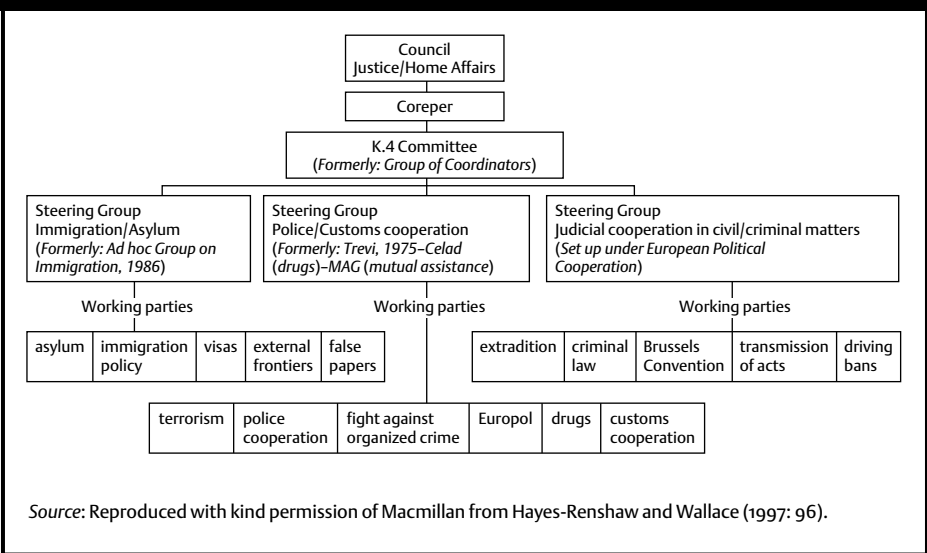 Council
Justice/Home Affairs
Coreper
K.4 Committee
(Formerly: Group of Coordinators)
Steering Group
Immigration/Asylum
(Formerly: Ad hoc Group on
Immigration, 1986)
Steering Group
Police/Customs cooperation
(Formerly: Trevi, 1975–Celad
(drugs)–MAG (mutual assistance)
Steering Group
Judicial cooperation in civil/criminal matters
(Set up under European Political
Cooperation)
Working parties
Working parties
Working parties
asylum
immigration
policy
visas
external
frontiers
false
papers
extradition
criminal
law
Brussels
Convention
transmission
of acts
driving
bans
terrorism
police
cooperation
fight against
organized crime
Europol
drugs
customs
cooperation
Source: Reproduced with kind permission of Macmillan from Hayes-Renshaw and Wallace (1997: 96).